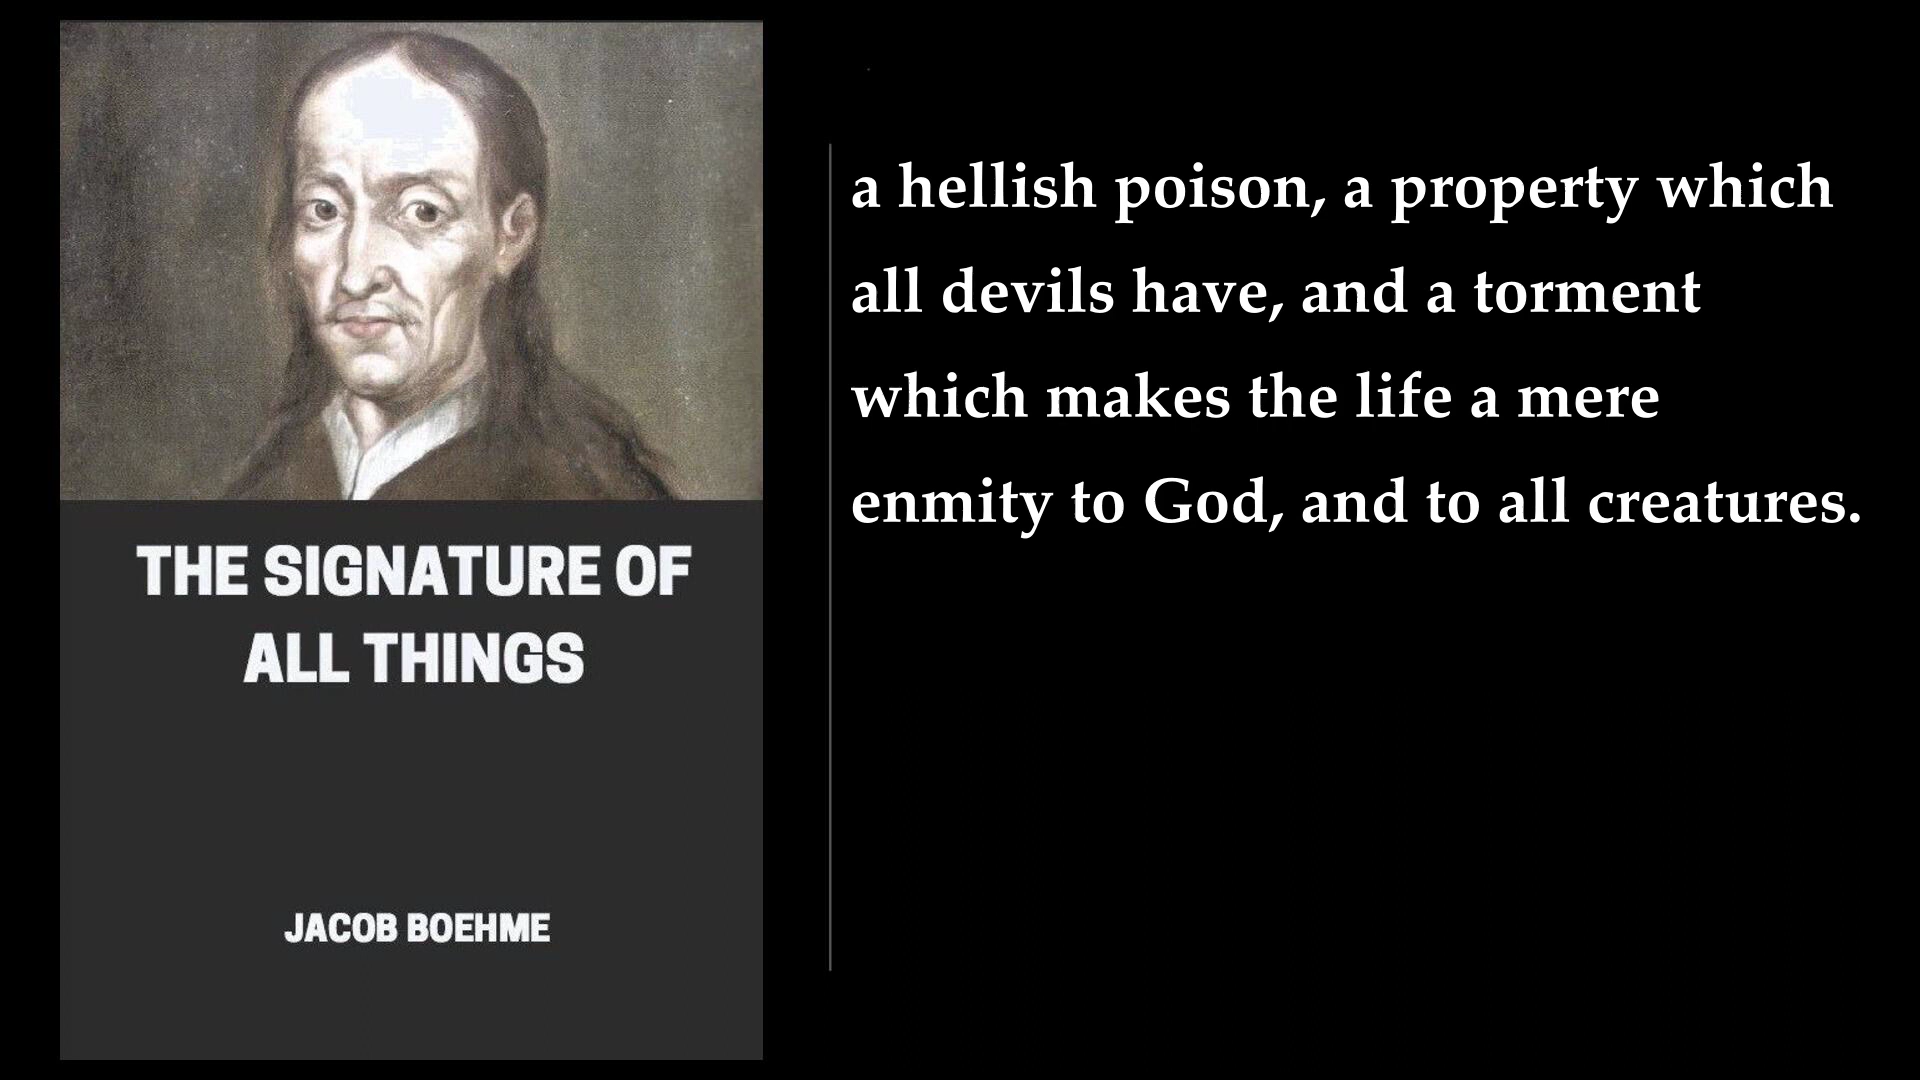 THE SIGNATURE OF
ALL THINGS
JACOB BOEHME
a hellish poison, a property which
all devils have, and a torment
which makes the life a mere
enmity to God, and to all creatures.